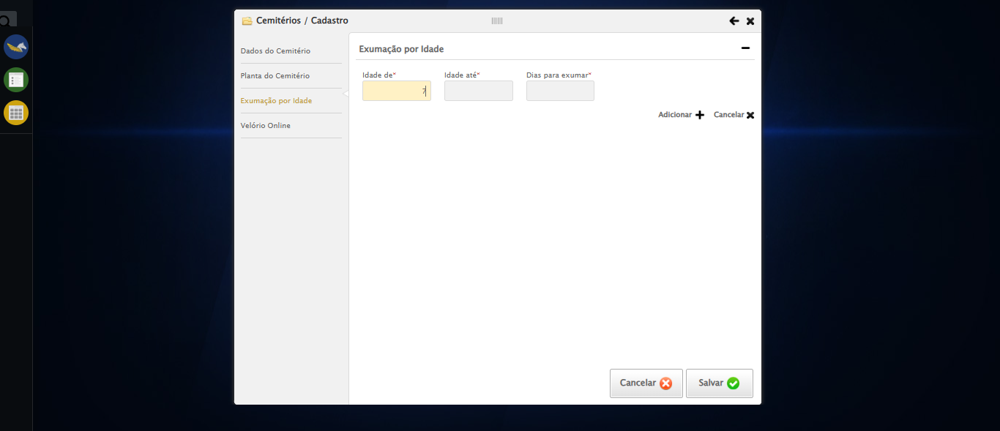 Cemitérios / Cadastro
Dados do Cemitério
Planta do Cemitério
Exumação por Idade
Velório Online
Exumação por Idade
Idade de* Idade até* Dias para exumar*
7
Adicionar Cancelar
Cancelar Salvar